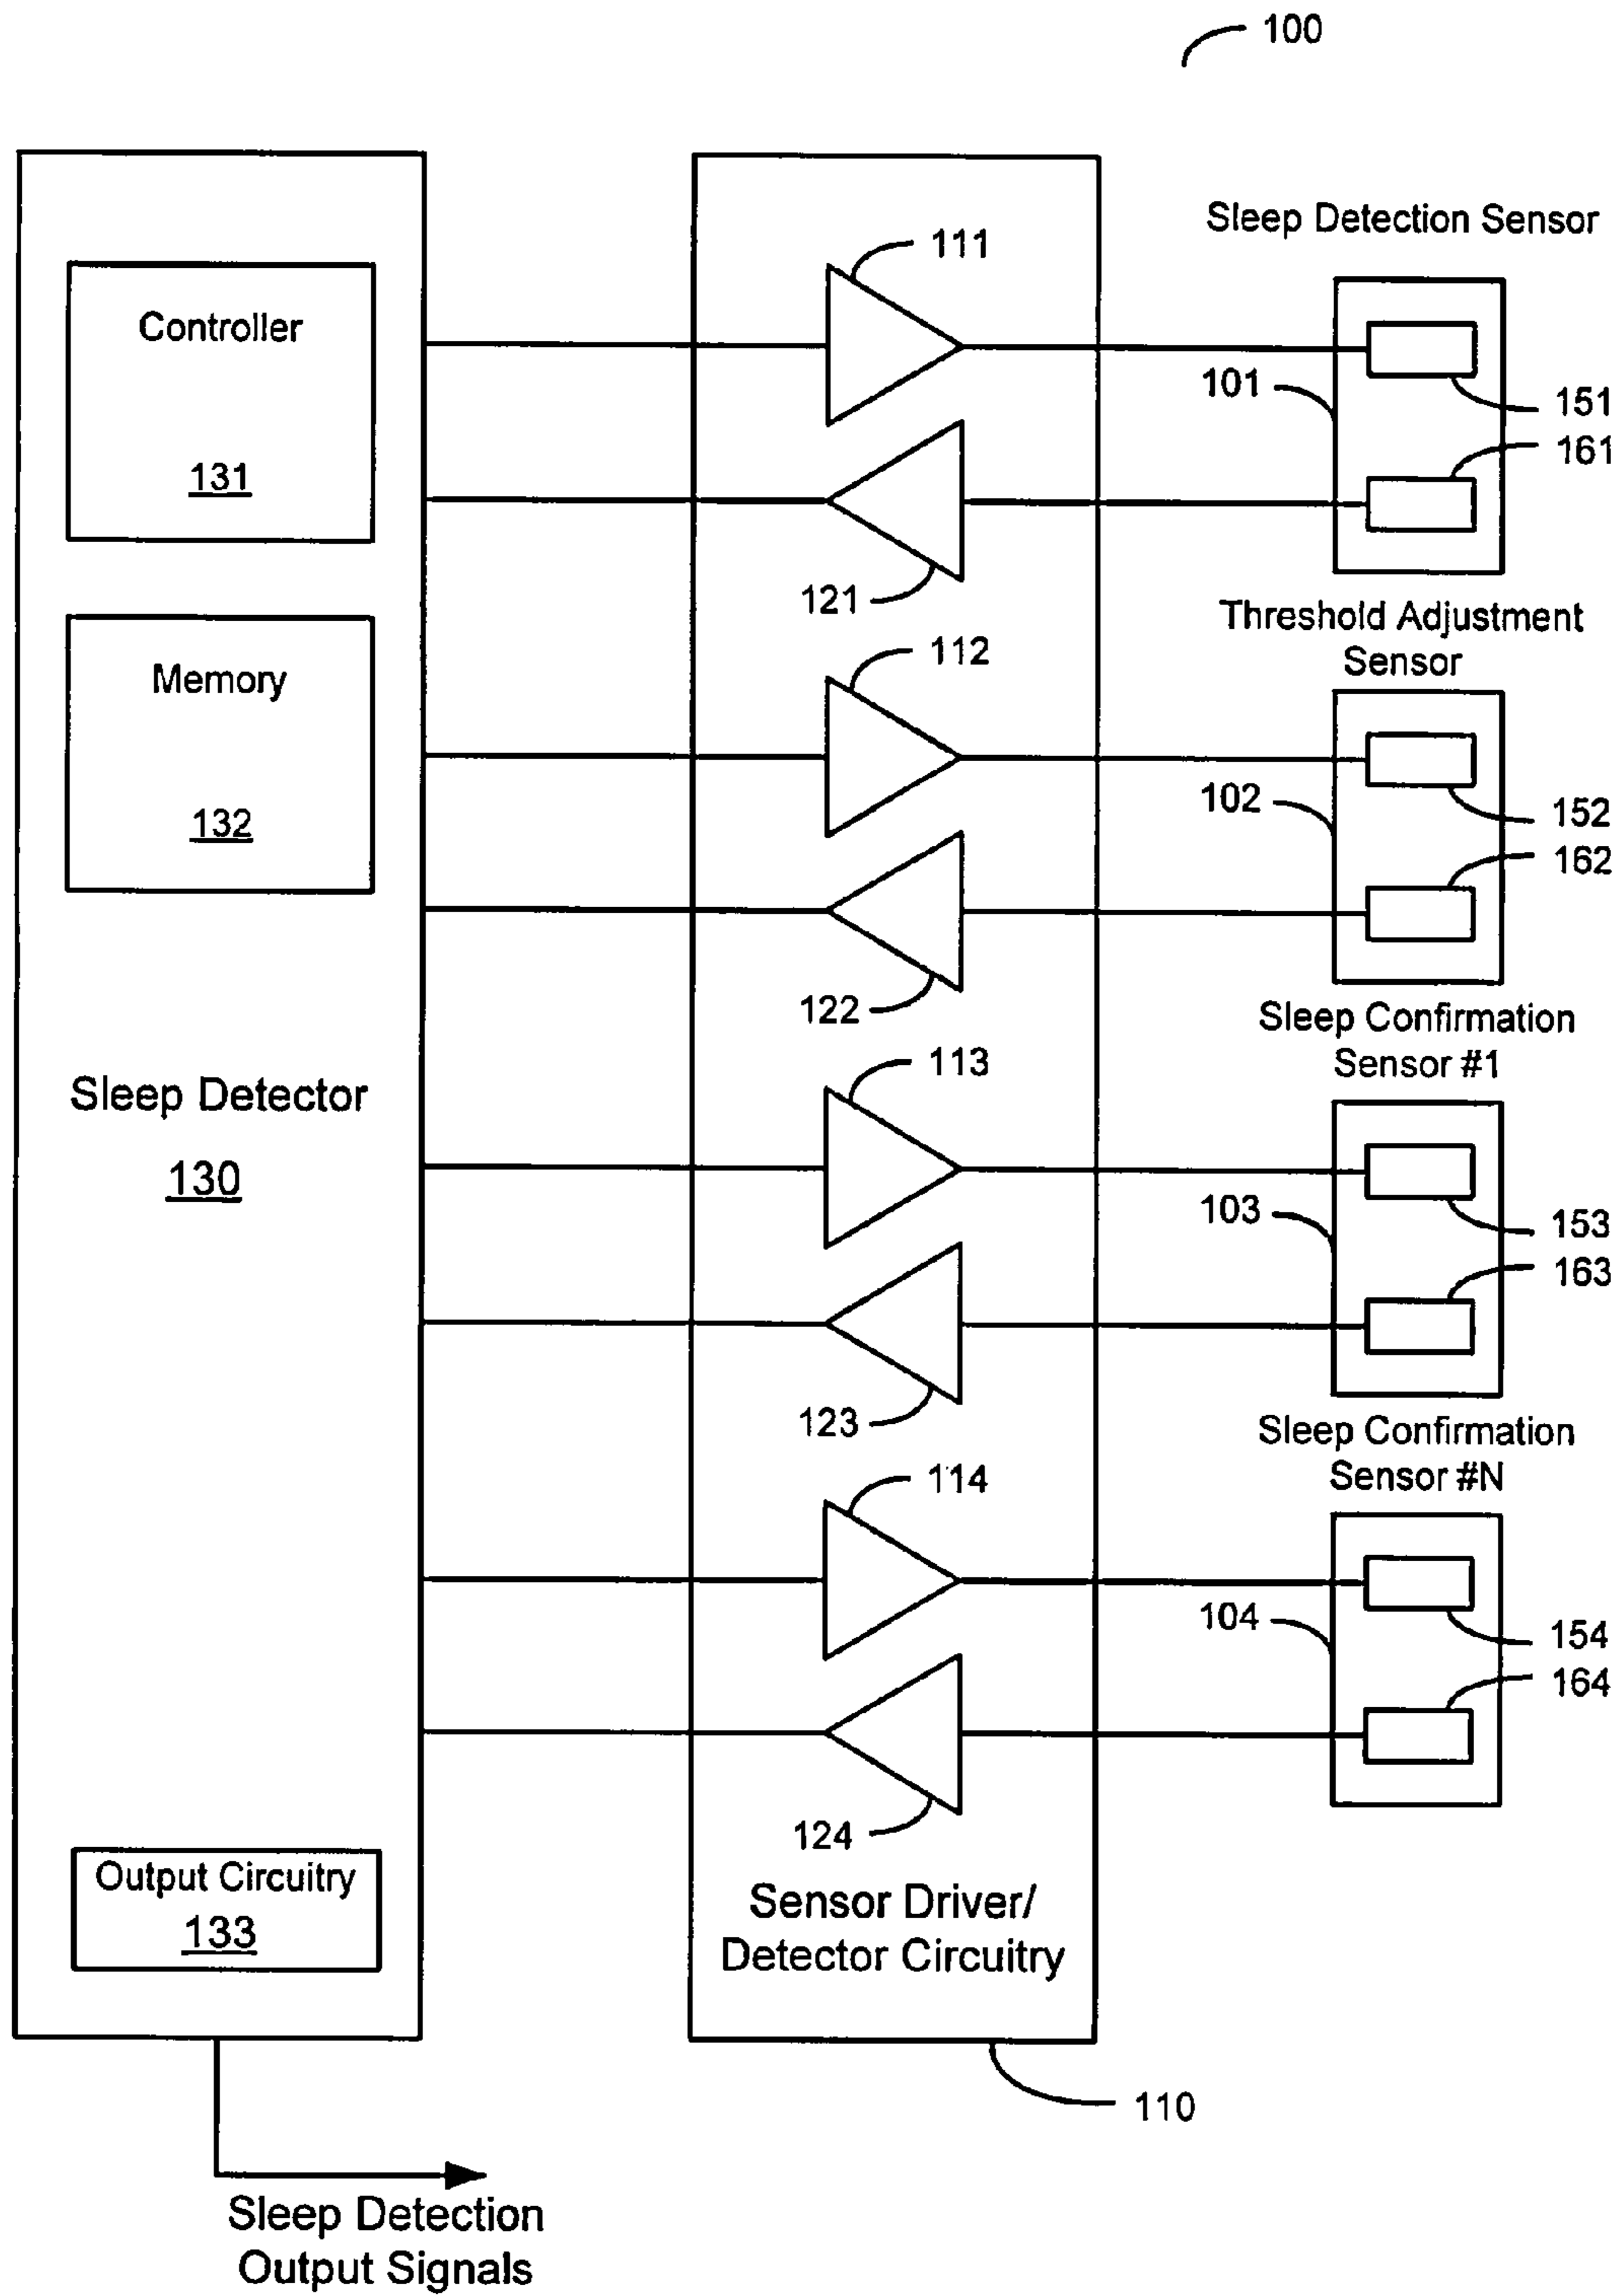 100
Sleep Detection Sensor
111
Controller
101
151
131
161
121
Threshold Adjustment
Sensor
112
Memory
102
152
132
162
122
Sleep Confirmation
Sensor #1
113
Sleep Detector
130
103
153
163
123
Sleep Confirmation
Sensor #N
114
104
154
164
124
Output Circuitry
133
Sensor Driver/
Detector Circuitry
110
Sleep Detection
Output Signals